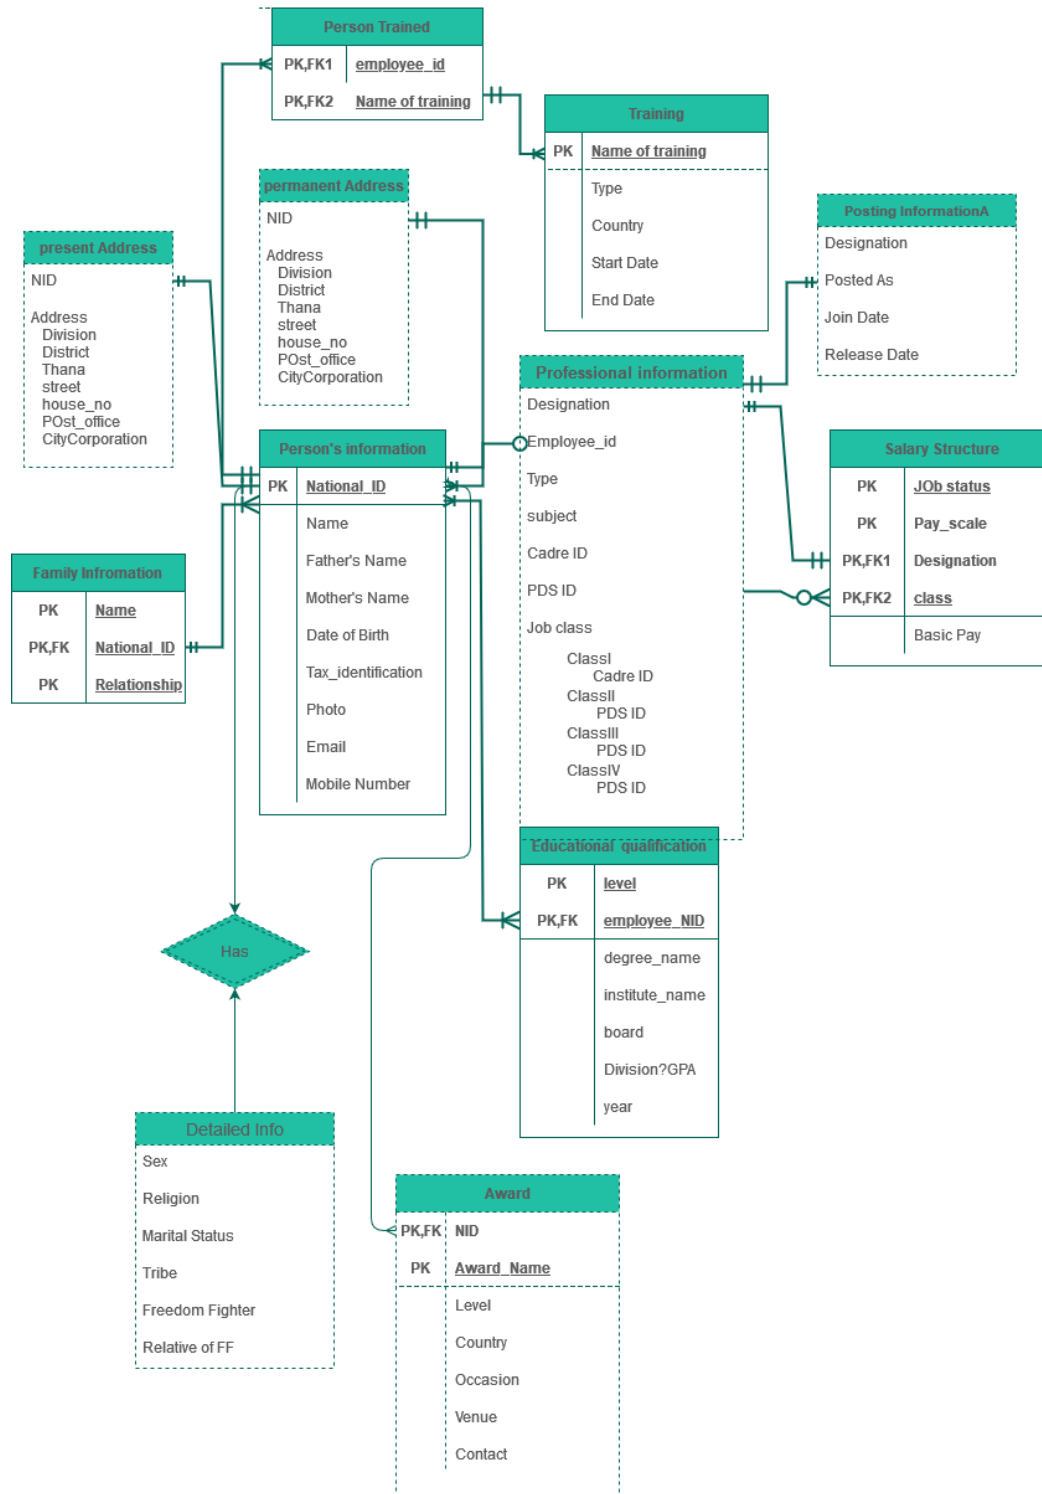 Person Trained
PK,FK1 employee_id
PK,FK2 Name of training
Training
PK Name of training
Type
Country
Start Date
End Date
permanent Address
NID
Address
Division
District
Thana
street
house_no
POst_office
CityCorporation
present Address
NID
Address
Division
District
Thana
street
house_no
POst_office
CityCorporation
Posting InformationA
Designation
Posted As
Join Date
Release Date
Professional information
Designation
Employee_id
Type
subject
Cadre ID
PDS ID
Job class
ClassI
Cadre ID
ClassII
PDS ID
ClassIII
PDS ID
ClassIV
PDS ID
Person's information
PK National_ID
Name
Father's Name
Mother's Name
Date of Birth
Tax_identification
Photo
Email
Mobile Number
Salary Structure
PK JOb status
PK Pay_scale
PK,FK1 Designation
PK,FK2 class
Basic Pay
Family Infromation
PK Name
PK,FK National_ID
PK Relationship
Educational qualification
PK level
PK,FK employee_NID
degree_name
institute_name
board
Division?GPA
year
Has
Detailed Info
Sex
Religion
Marital Status
Tribe
Freedom Fighter
Relative of FF
Award
PK,FK NID
PK Award_Name
Level
Country
Occasion
Venue
Contact